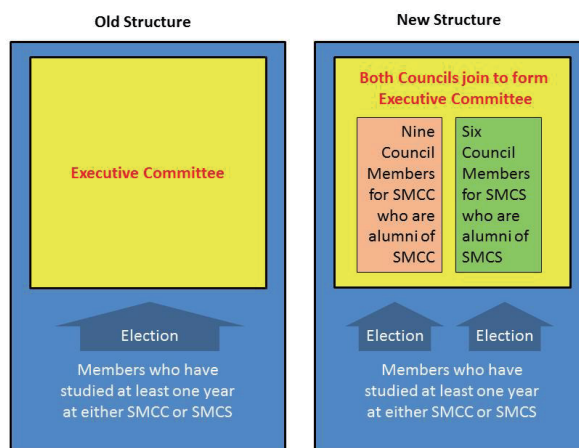 Old Structure
Executive Committee
Election
Members who have
studied at least one year
at either SMCC or SMCS
New Structure
Both Councils join to form
Executive Committee
Nine
Council
Members
for SMCC
who are
alumni of
SMCC
Six
Council
Members
for SMCS
who are
alumni of
SMCS
Election
Election
Members who have
studied at least one year
at either SMCC or SMCS